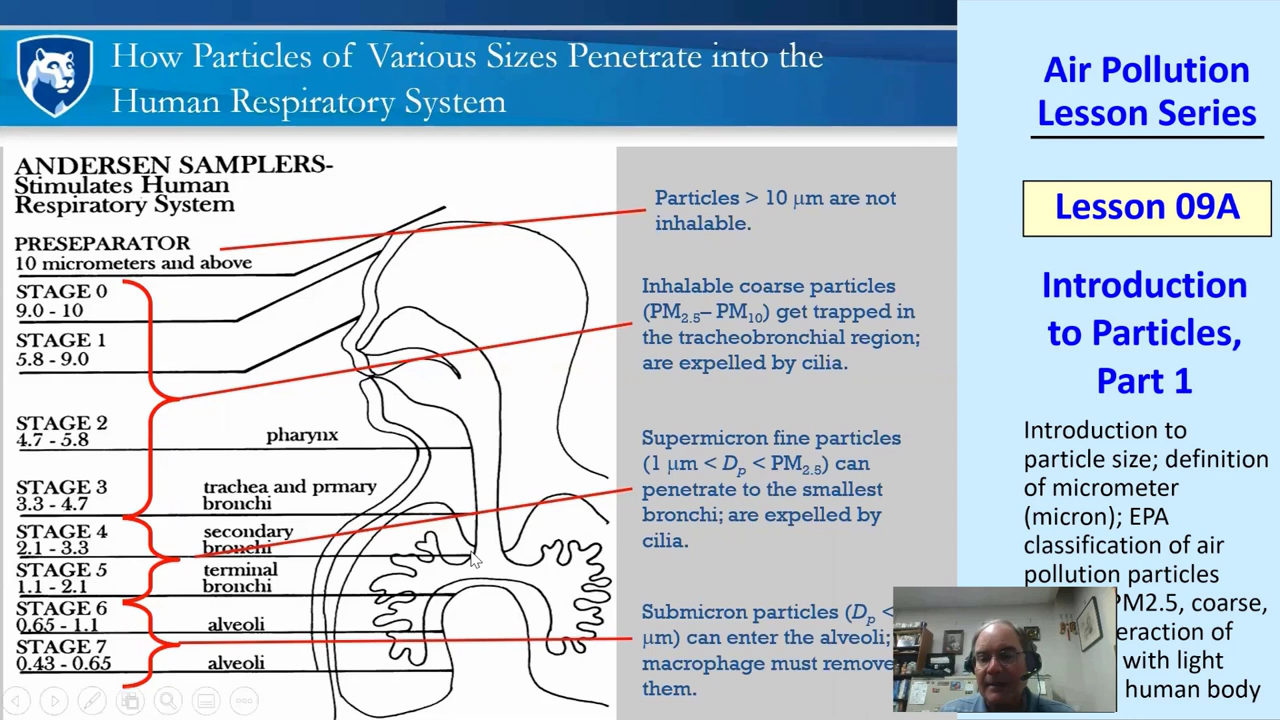 How Particles of Various Sizes Penetrate into the
Human Respiratory System
ANDERSEN SAMPLERS-
Stimulates Human
Respiratory System
PRESEPARATOR
10 micrometers and above
STAGE 0
9.0 - 10
STAGE 1
5.8 - 9.0
STAGE 2
4.7 - 5.8
pharynx
STAGE 3
3.3 - 4.7
trachea and prmary
bronchi
STAGE 4
2.1 - 3.3
secondary
bronchi
STAGE 5
1.1 - 2.1
terminal
bronchi
STAGE 6
0.65 - 1.1
alveoli
STAGE 7
0.43 - 0.65
alveoli
Particles > 10 μm are not
inhalable.
Inhalable coarse particles
(PM2.5– PM10) get trapped in
the tracheobronchial region;
are expelled by cilia.
Supermicron fine particles
(1 μm < Dp < PM2.5) can
penetrate to the smallest
bronchi; are expelled by
cilia.
Submicron particles (Dp <
μm) can enter the alveoli;
macrophage must remove
them.
Air Pollution
Lesson Series
Lesson 09A
Introduction
to Particles,
Part 1
Introduction to
particle size; definition
of micrometer
(micron); EPA
classification of air
pollution particles
PM2.5, coarse,
eraction of
with light
human body